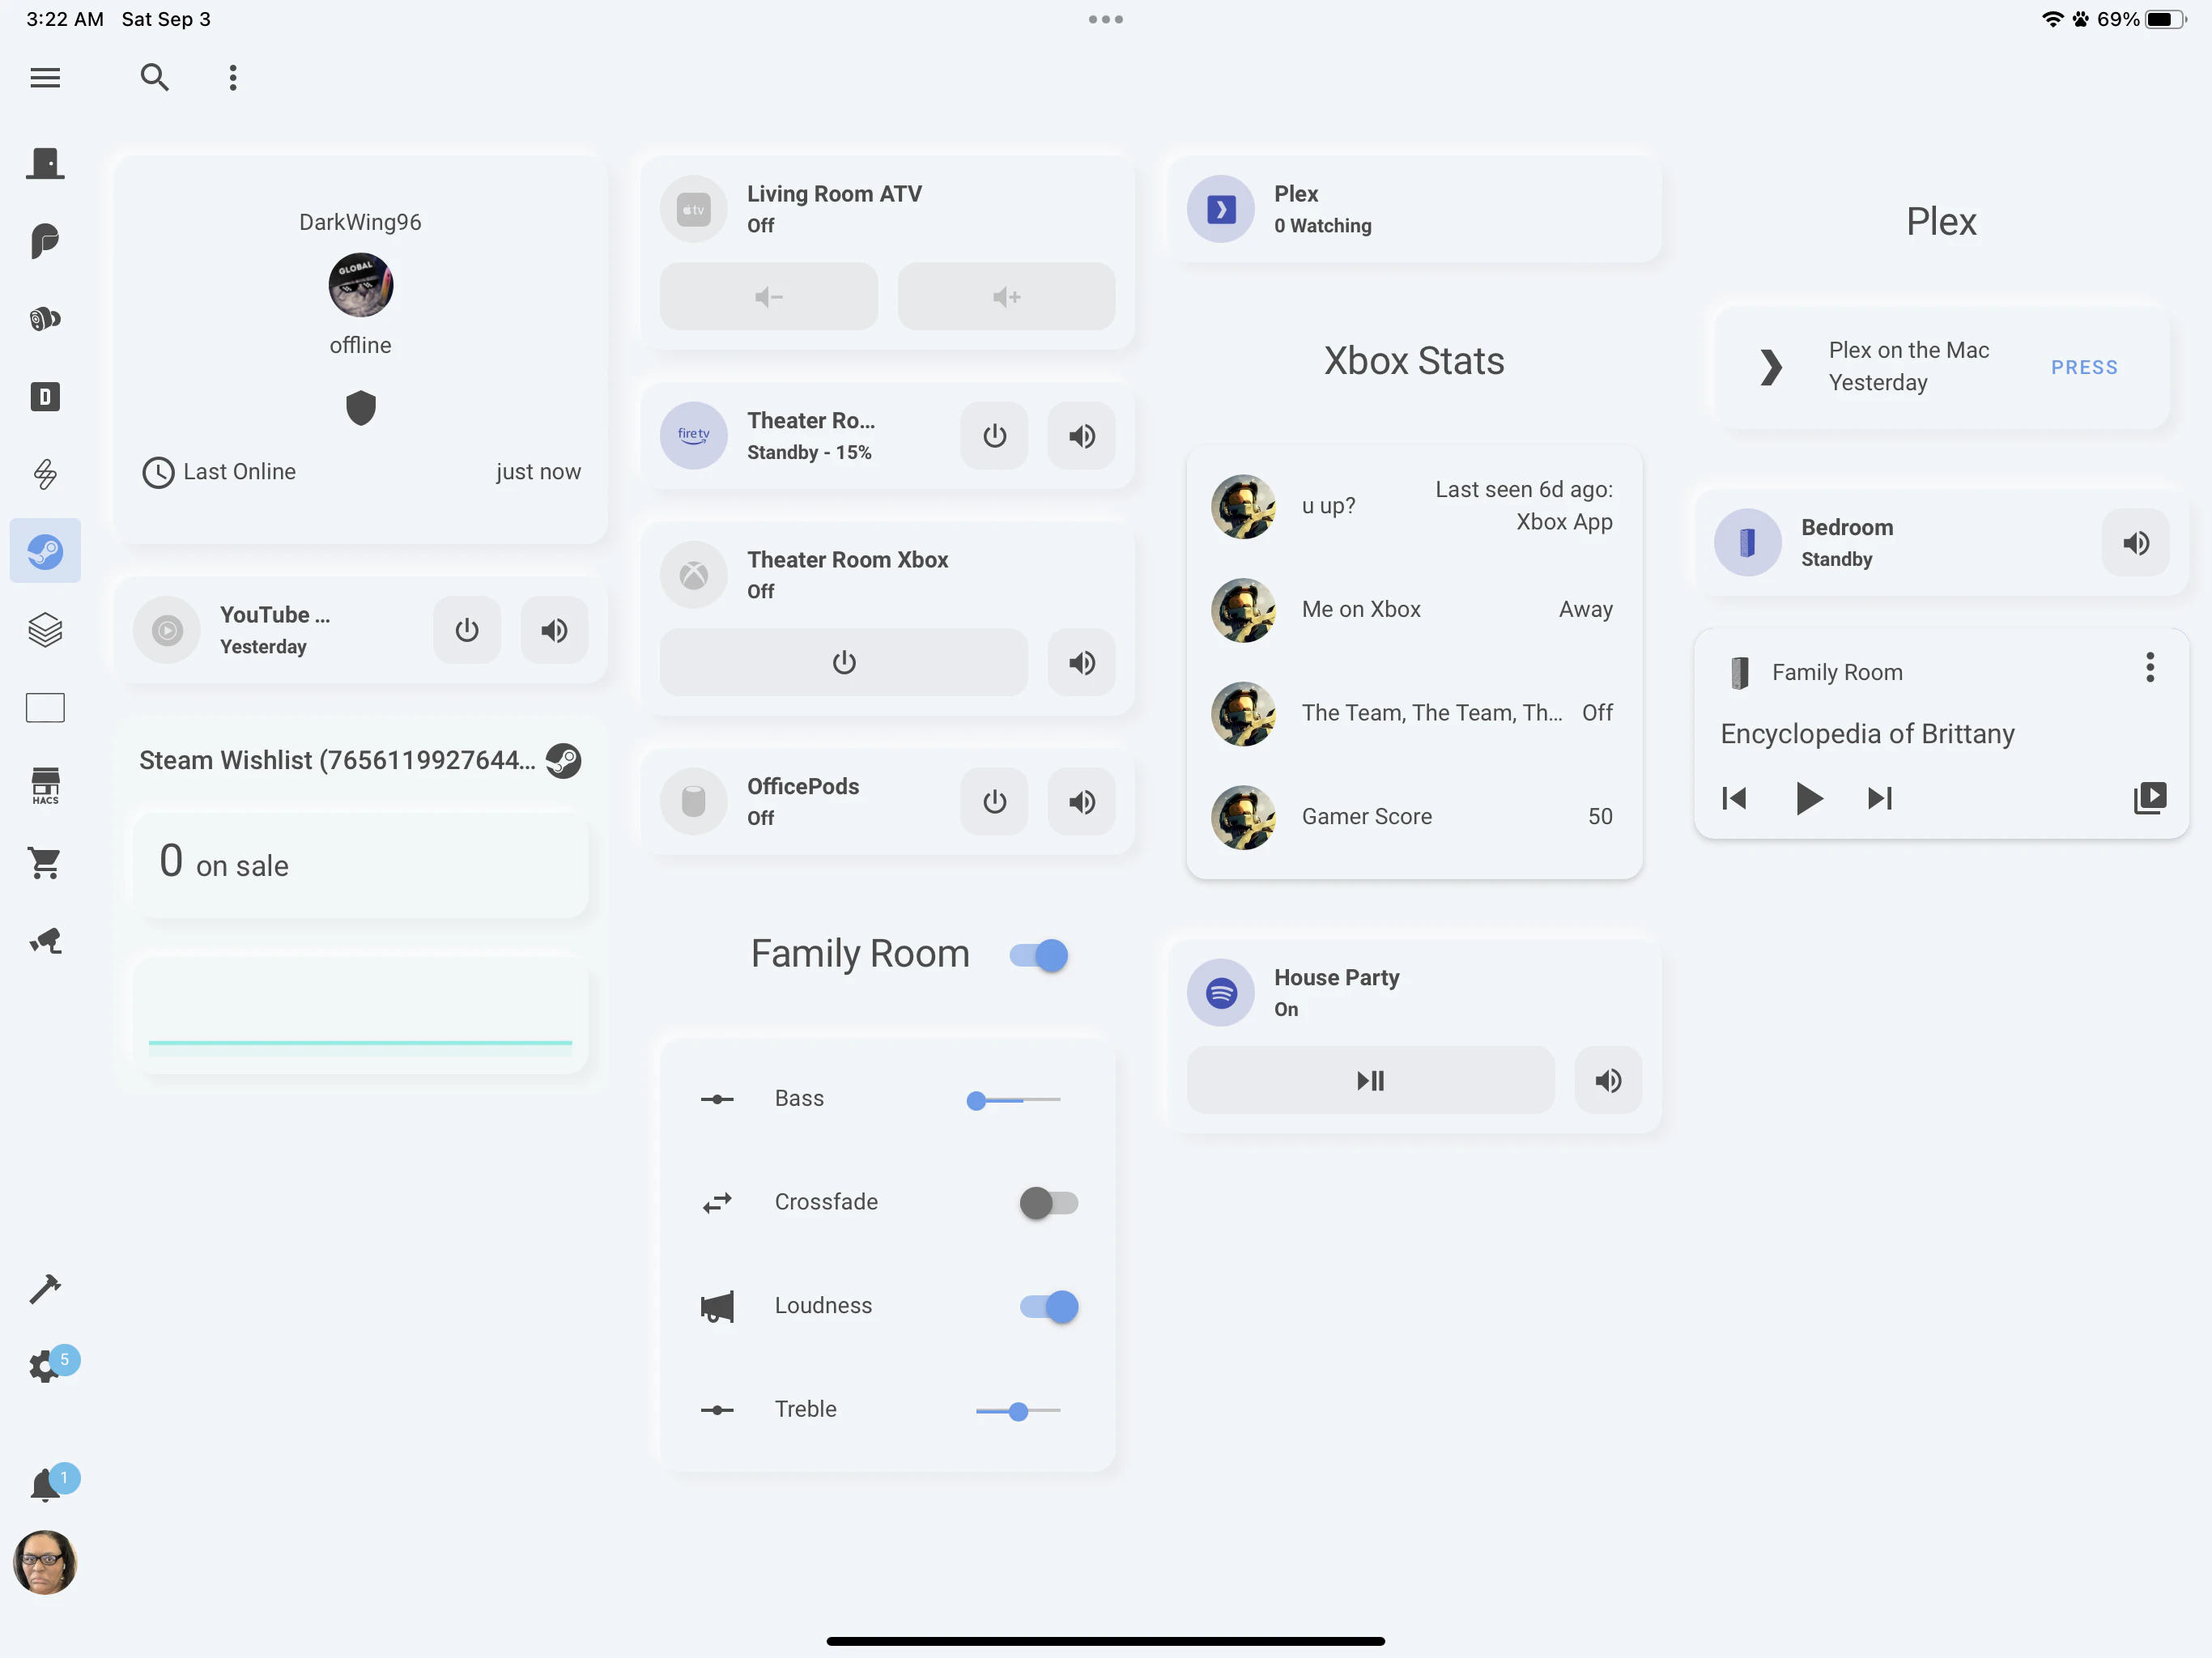 3:22 AM Sat Sep 3
69%
DarkWing96
GLOBAL
offline
Last Online just now
YouTube ...
Yesterday
Steam Wishlist (7656119927644...
0 on sale
tv
Living Room ATV
Off
firetv
Theater Ro...
Standby - 15%
Theater Room Xbox
Off
OfficePods
Off
Family Room
Bass
Crossfade
Loudness
Treble
Plex
0 Watching
Xbox Stats
u up?
Last seen 6d ago:
Xbox App
Me on Xbox Away
The Team, The Team, Th... Off
Gamer Score 50
House Party
On
Plex
Plex on the Mac
Yesterday
PRESS
Bedroom
Standby
Family Room
Encyclopedia of Brittany
D
HACS
5
1